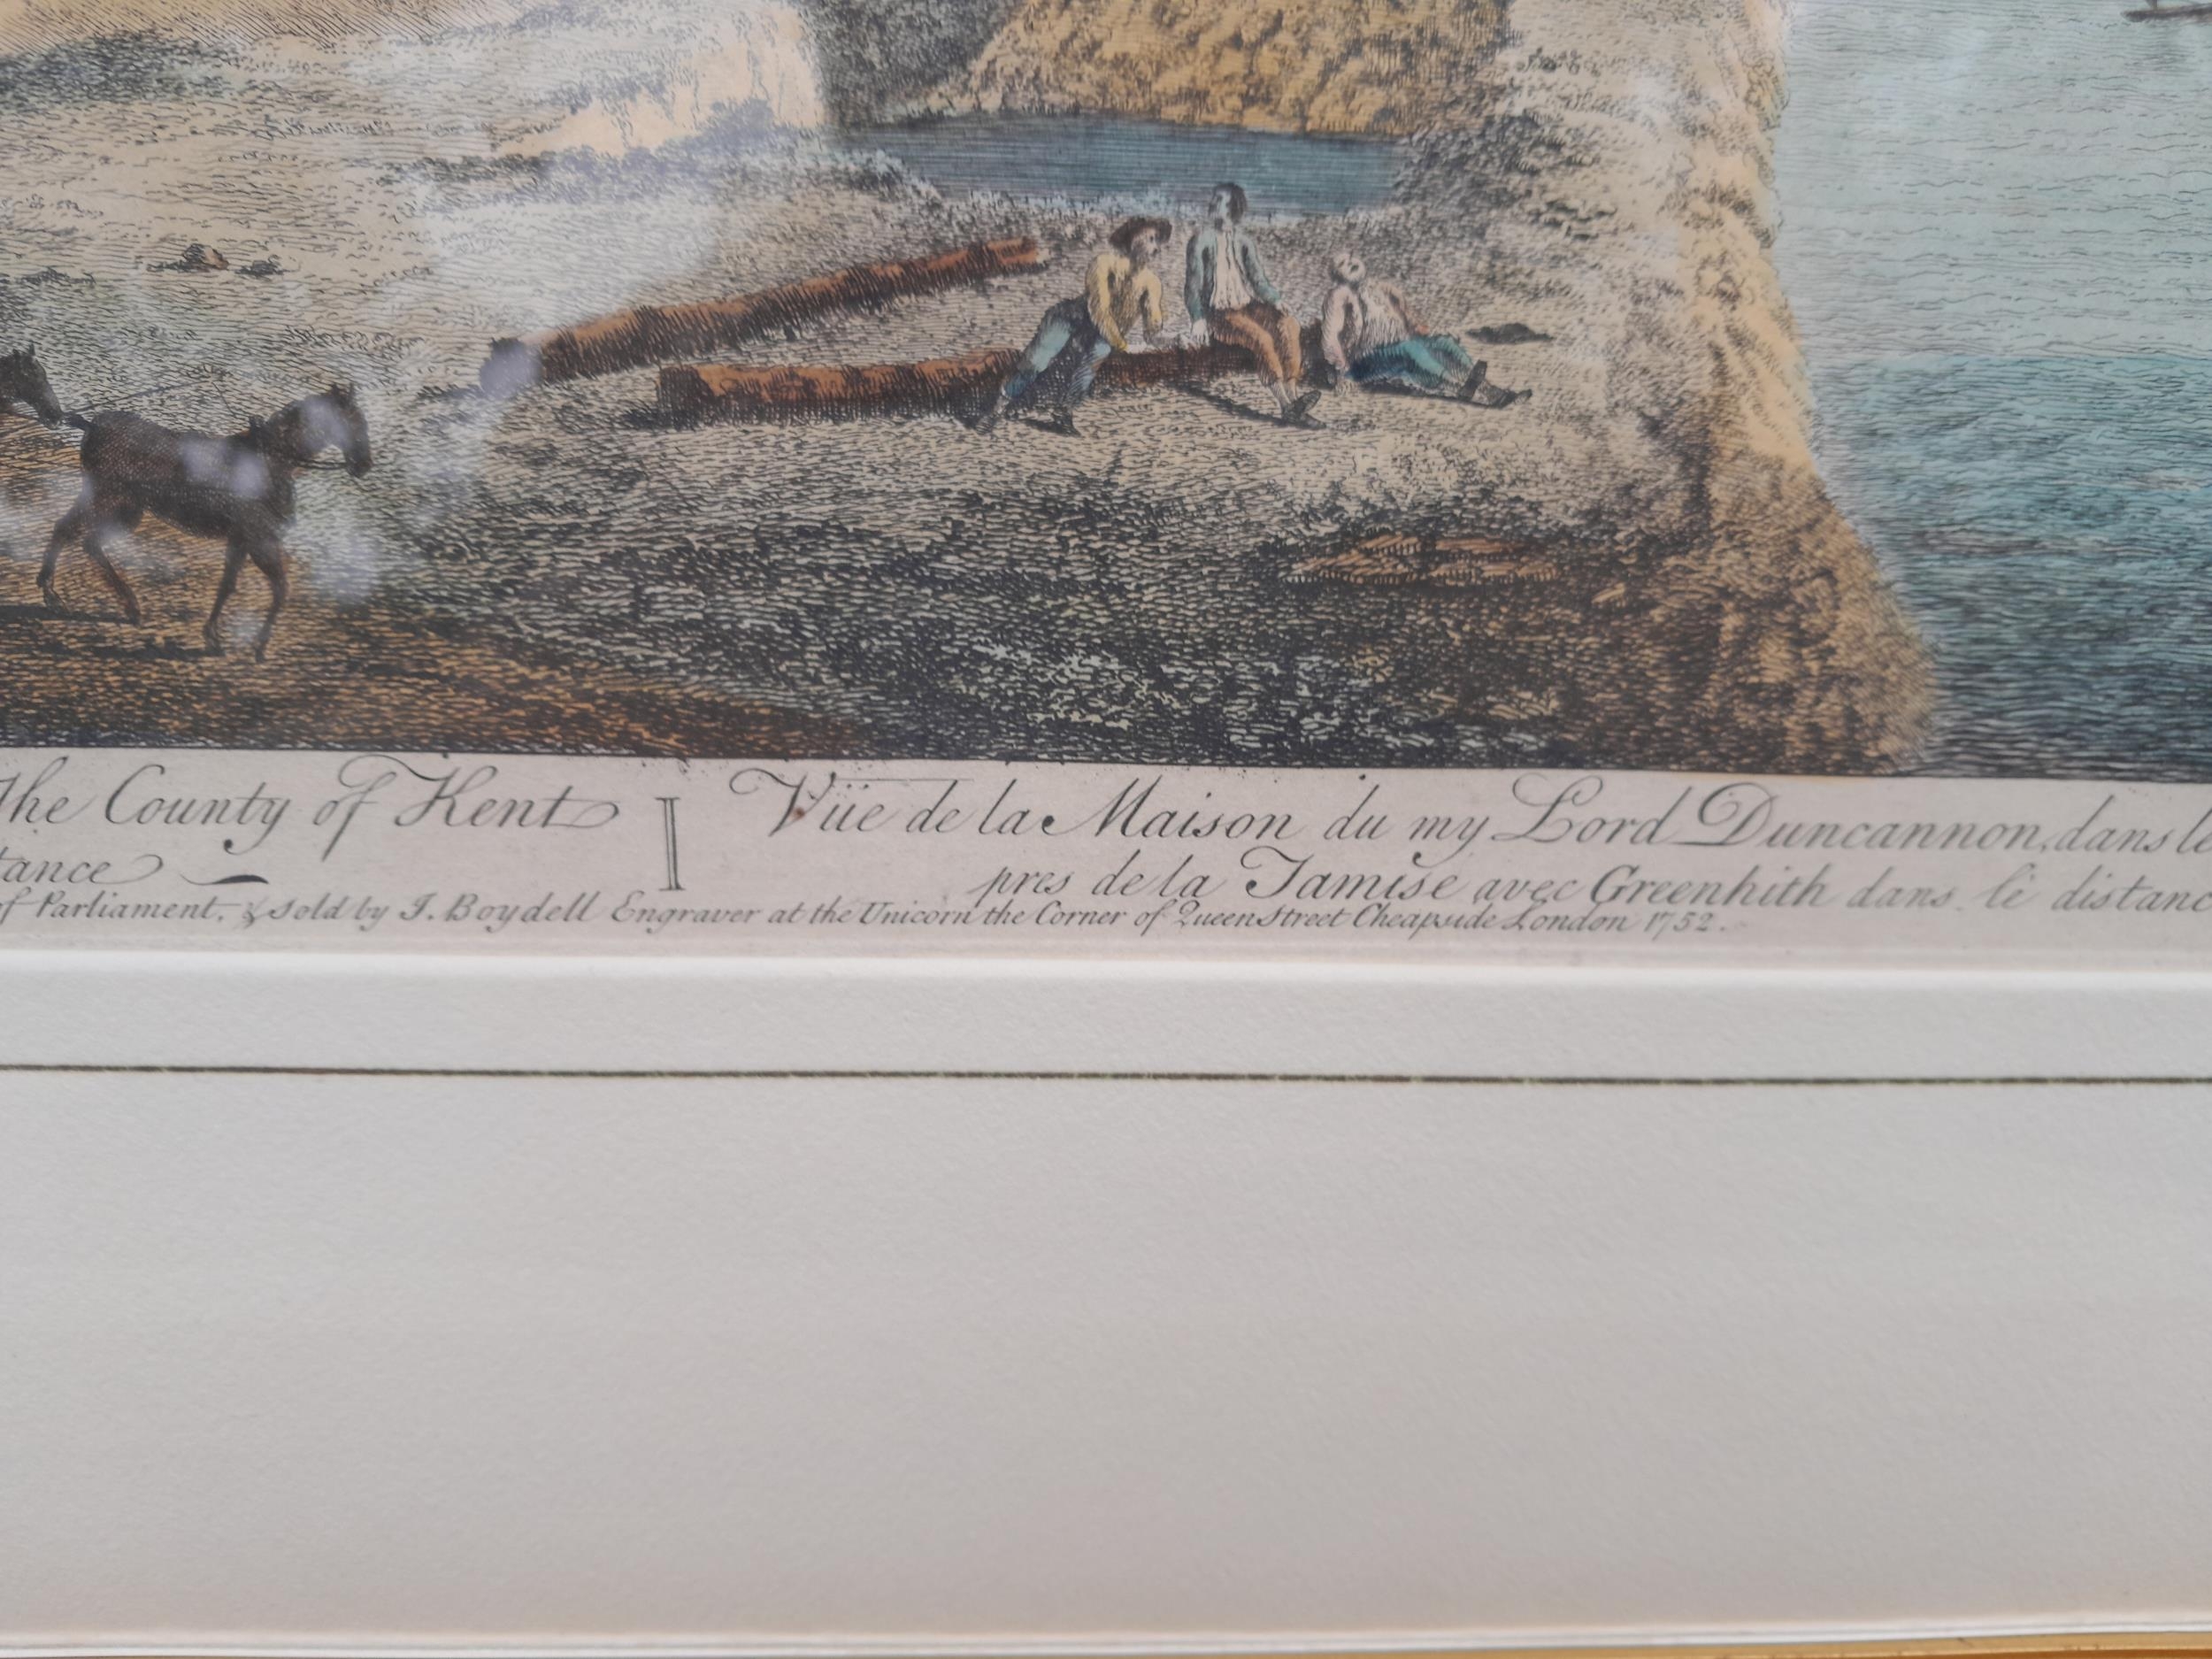 The County of Kent
tance
Vüe de la Maison du my Lord Duncannon, dans le
pres de la Tamise avec Greenhith dans le distanc
of Parliament, & Sold by J. Boydell Engraver at the Unicorn the Corner of Queen Street Cheapside London 1752.